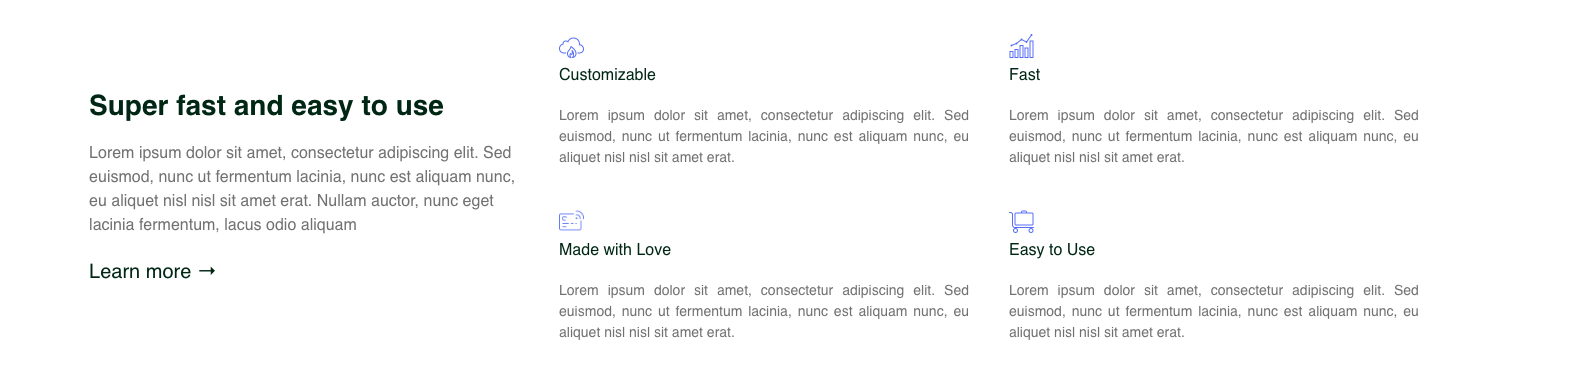 Super fast and easy to use
Lorem ipsum dolor sit amet, consectetur adipiscing elit. Sed
euismod, nunc ut fermentum lacinia, nunc est aliquam nunc,
eu aliquet nisl nisl sit amet erat. Nullam auctor, nunc eget
lacinia fermentum, lacus odio aliquam
Learn more →
Customizable
Lorem ipsum dolor sit amet, consectetur adipiscing elit. Sed
euismod, nunc ut fermentum lacinia, nunc est aliquam nunc, eu
aliquet nisl nisl sit amet erat.
Fast
Lorem ipsum dolor sit amet, consectetur adipiscing elit. Sed
euismod, nunc ut fermentum lacinia, nunc est aliquam nunc, eu
aliquet nisl nisl sit amet erat.
Made with Love
Lorem ipsum dolor sit amet, consectetur adipiscing elit. Sed
euismod, nunc ut fermentum lacinia, nunc est aliquam nunc, eu
aliquet nisl nisl sit amet erat.
Easy to Use
Lorem ipsum dolor sit amet, consectetur adipiscing elit. Sed
euismod, nunc ut fermentum lacinia, nunc est aliquam nunc, eu
aliquet nisl nisl sit amet erat.